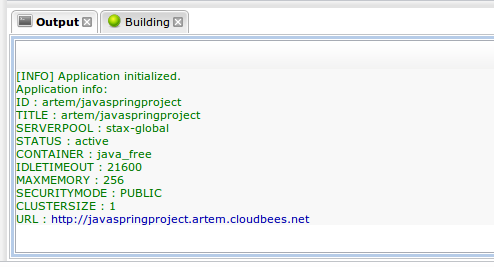 Output
Building
[INFO] Application initialized.
Application info:
ID : artem/javaspringproject
TITLE : artem/javaspringproject
SERVERPOOL : stax-global
STATUS : active
CONTAINER : java_free
IDLETIMEOUT : 21600
MAXMEMORY : 256
SECURITYMODE : PUBLIC
CLUSTERSIZE : 1
URL : http://javaspringproject.artem.cloudbees.net